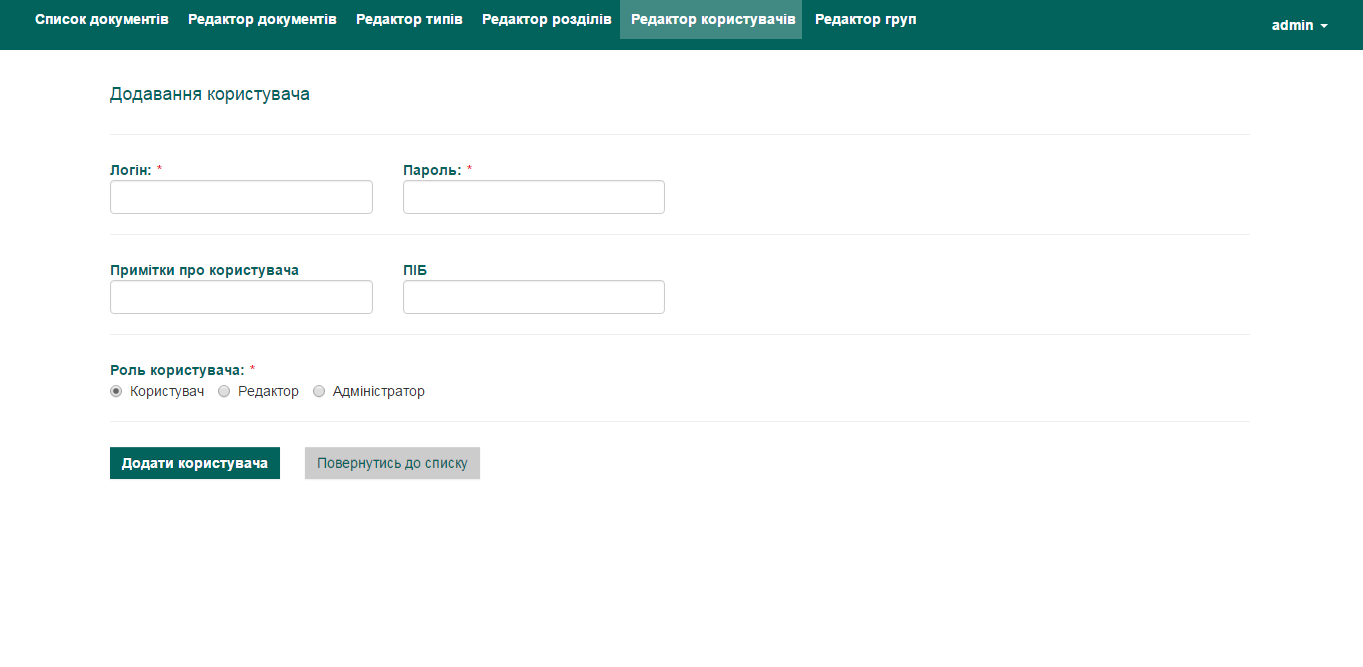 Список документів Редактор документів Редактор типів Редактор розділів Редактор користувачів Редактор груп admin
Додавання користувача
Логін: * Пароль: *
Примітки про користувача ПІБ
Роль користувача: *
Користувач Редактор Адміністратор
Додати користувача Повернутись до списку